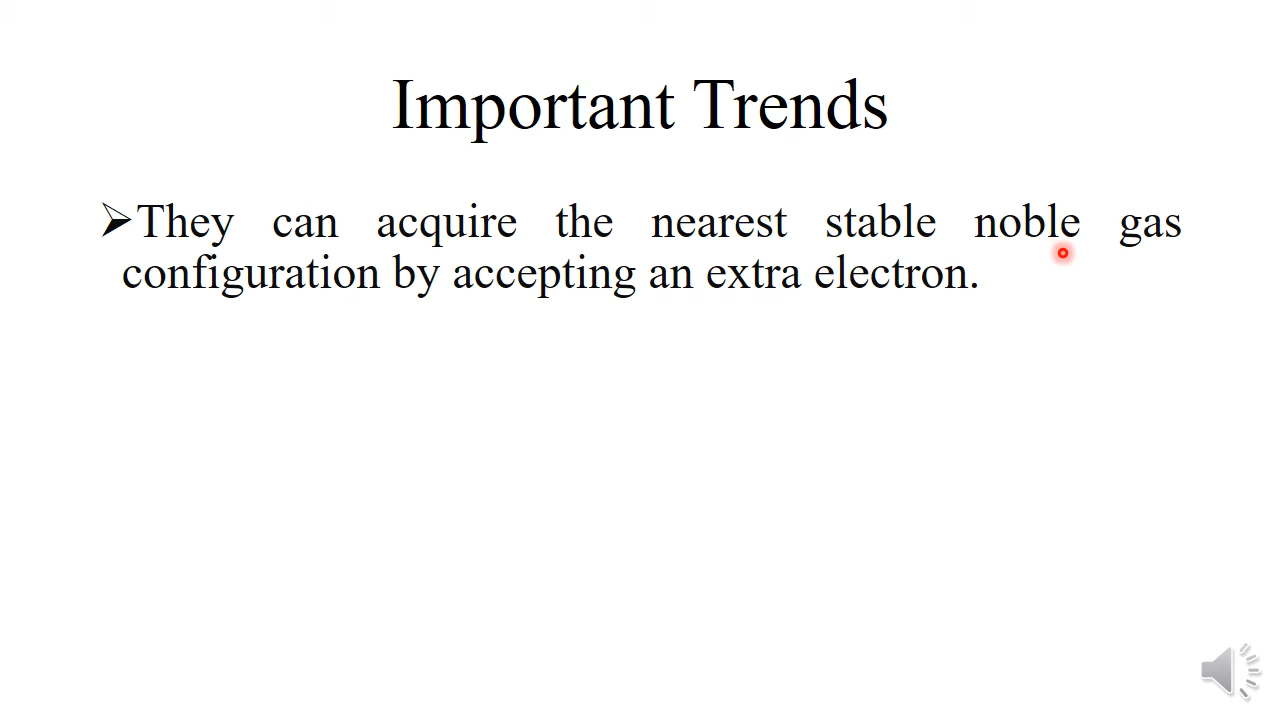 Important Trends
➢They can acquire the nearest stable noble gas
configuration by accepting an extra electron.